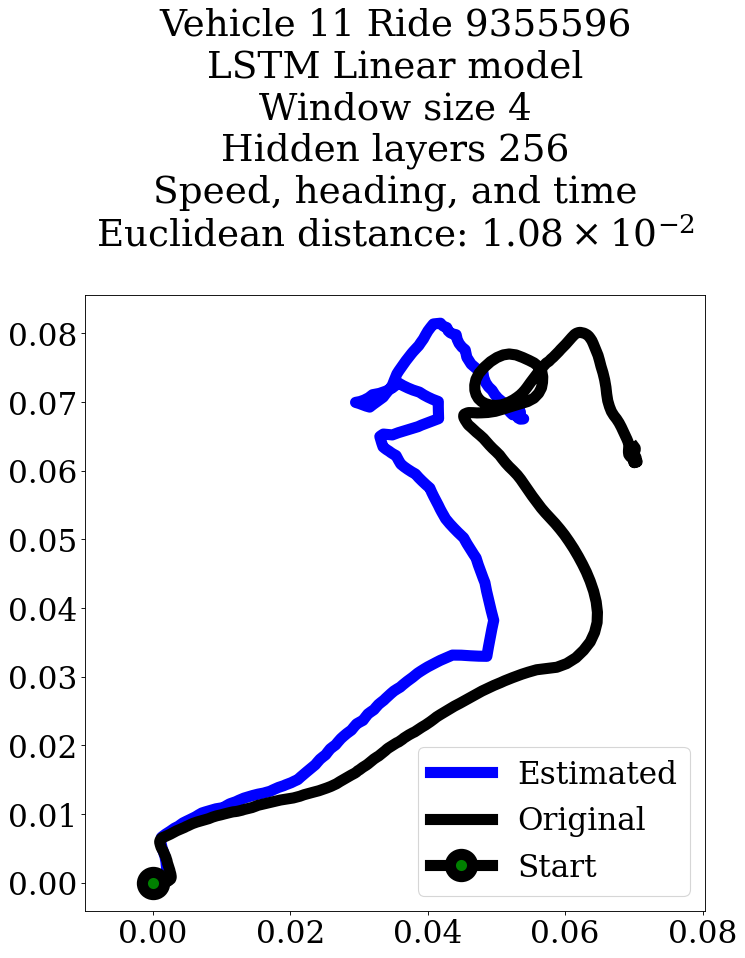 Vehicle 11 Ride 9355596
LSTM Linear model
Window size 4
Hidden layers 256
Speed, heading, and time
Euclidean distance: 1.08 × 10⁻²
0.08
0.07
0.06
0.05
0.04
0.03
0.02
0.01
0.00
Estimated
Original
Start
0.00 0.02 0.04 0.06 0.08